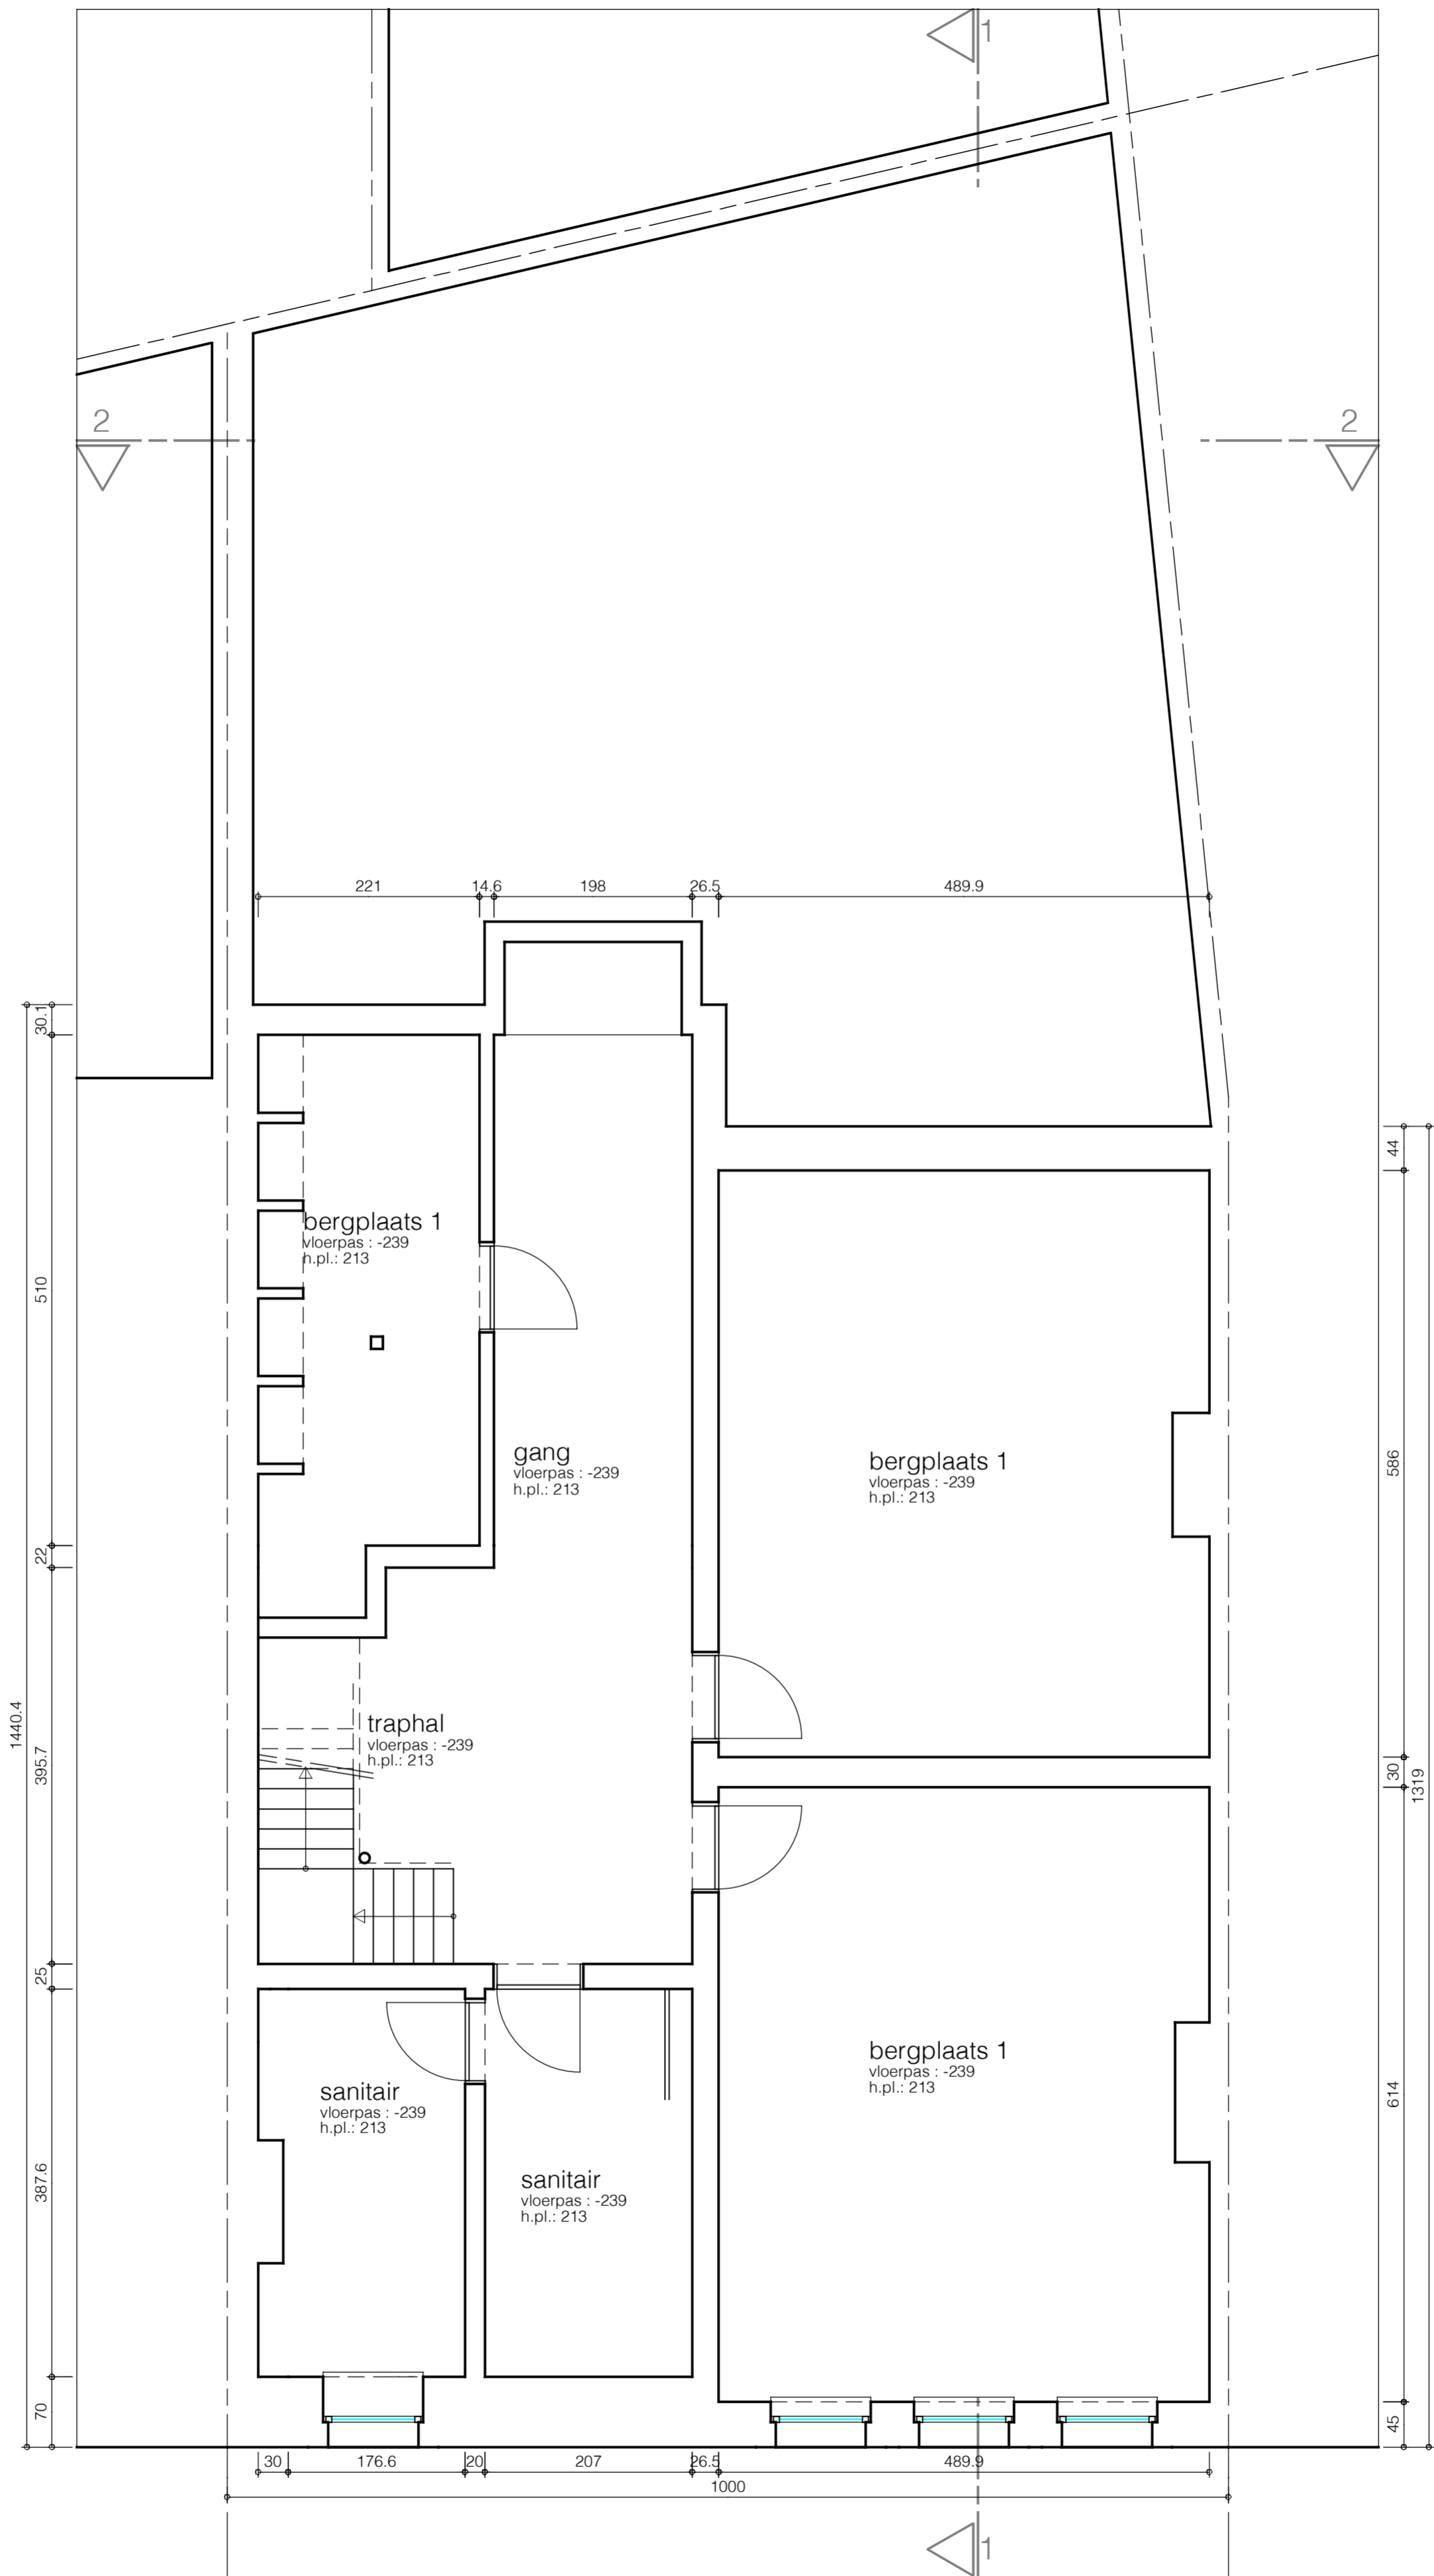 1
2
2
221
14.6
198
26.5
489.9
30.1
44
bergplaats 1
vloerpas : -239
h.pl.: 213
510
gang
vloerpas : -239
h.pl.: 213
bergplaats 1
vloerpas : -239
h.pl.: 213
586
22
1440.4
traphal
vloerpas : -239
h.pl.: 213
395.7
30
1319
25
bergplaats 1
vloerpas : -239
h.pl.: 213
sanitair
vloerpas : -239
h.pl.: 213
614
387.6
sanitair
vloerpas : -239
h.pl.: 213
70
45
30
176.6
20
207
26.5
489.9
1000
1